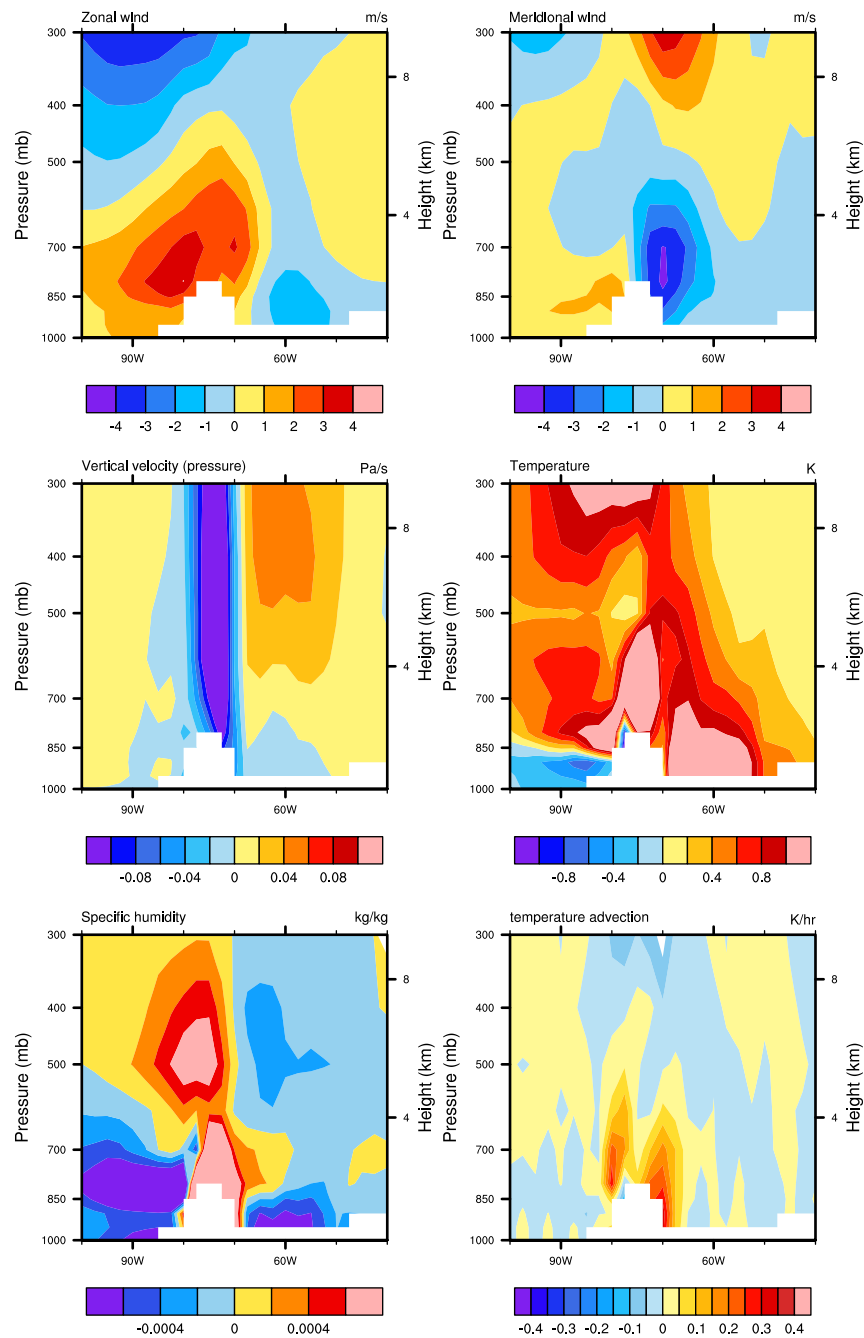 Zonal wind m/s
300
400
500
700
850
1000
Pressure (mb)
8
4
Height (km)
90W 60W
-4 -3 -2 -1 0 1 2 3 4
Meridional wind m/s
300
400
500
700
850
1000
Pressure (mb)
8
4
Height (km)
90W 60W
-4 -3 -2 -1 0 1 2 3 4
Vertical velocity (pressure) Pa/s
300
400
500
700
850
1000
Pressure (mb)
8
4
Height (km)
90W 60W
-0.08 -0.04 0 0.04 0.08
Temperature K
300
400
500
700
850
1000
Pressure (mb)
8
4
Height (km)
90W 60W
-0.8 -0.4 0 0.4 0.8
Specific humidity kg/kg
300
400
500
700
850
1000
Pressure (mb)
8
4
Height (km)
90W 60W
-0.0004 0 0.0004
temperature advection K/hr
300
400
500
700
850
1000
Pressure (mb)
8
4
Height (km)
90W 60W
-0.4 -0.3 -0.2 -0.1 0 0.1 0.2 0.3 0.4